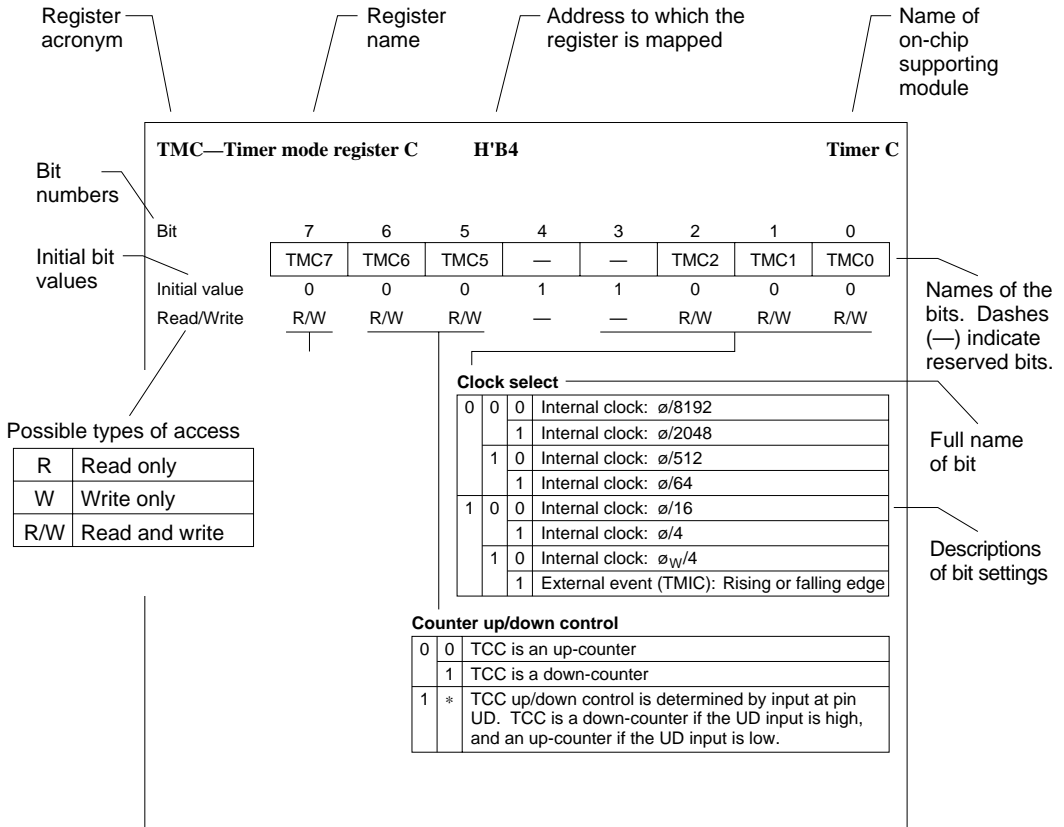 Register acronym
Register name
Address to which the register is mapped
Name of on-chip supporting module
TMC—Timer mode register C H'B4 Timer C
Bit numbers
Bit 7 6 5 4 3 2 1 0
Initial bit values
TMC7 TMC6 TMC5 — — TMC2 TMC1 TMC0
Initial value 0 0 0 1 1 0 0 0
Read/Write R/W R/W R/W — — R/W R/W R/W
Names of the bits. Dashes (—) indicate reserved bits.
Clock select
0 0 0 Internal clock: ø/8192
1 Internal clock: ø/2048
1 0 Internal clock: ø/512
1 Internal clock: ø/64
1 0 0 Internal clock: ø/16
1 Internal clock: ø/4
1 0 Internal clock: øW/4
1 External event (TMIC): Rising or falling edge
Full name of bit
Descriptions of bit settings
Possible types of access
R Read only
W Write only
R/W Read and write
Counter up/down control
0 0 TCC is an up-counter
1 TCC is a down-counter
1 * TCC up/down control is determined by input at pin
UD. TCC is a down-counter if the UD input is high,
and an up-counter if the UD input is low.